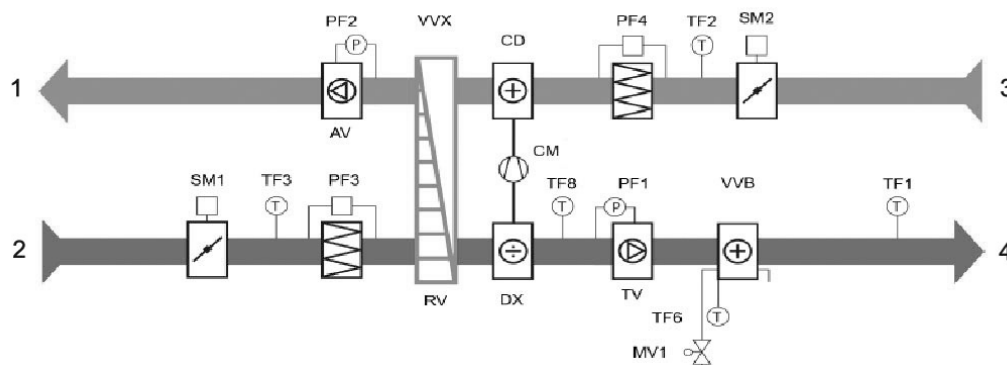 PF2 VVX CD PF4 TF2 SM2
P T
1 3
AV
CM
SM1 TF3 PF3 TF8 PF1 VVB TF1
T T P T
2 4
RV DX TV
TF6 T
MV1